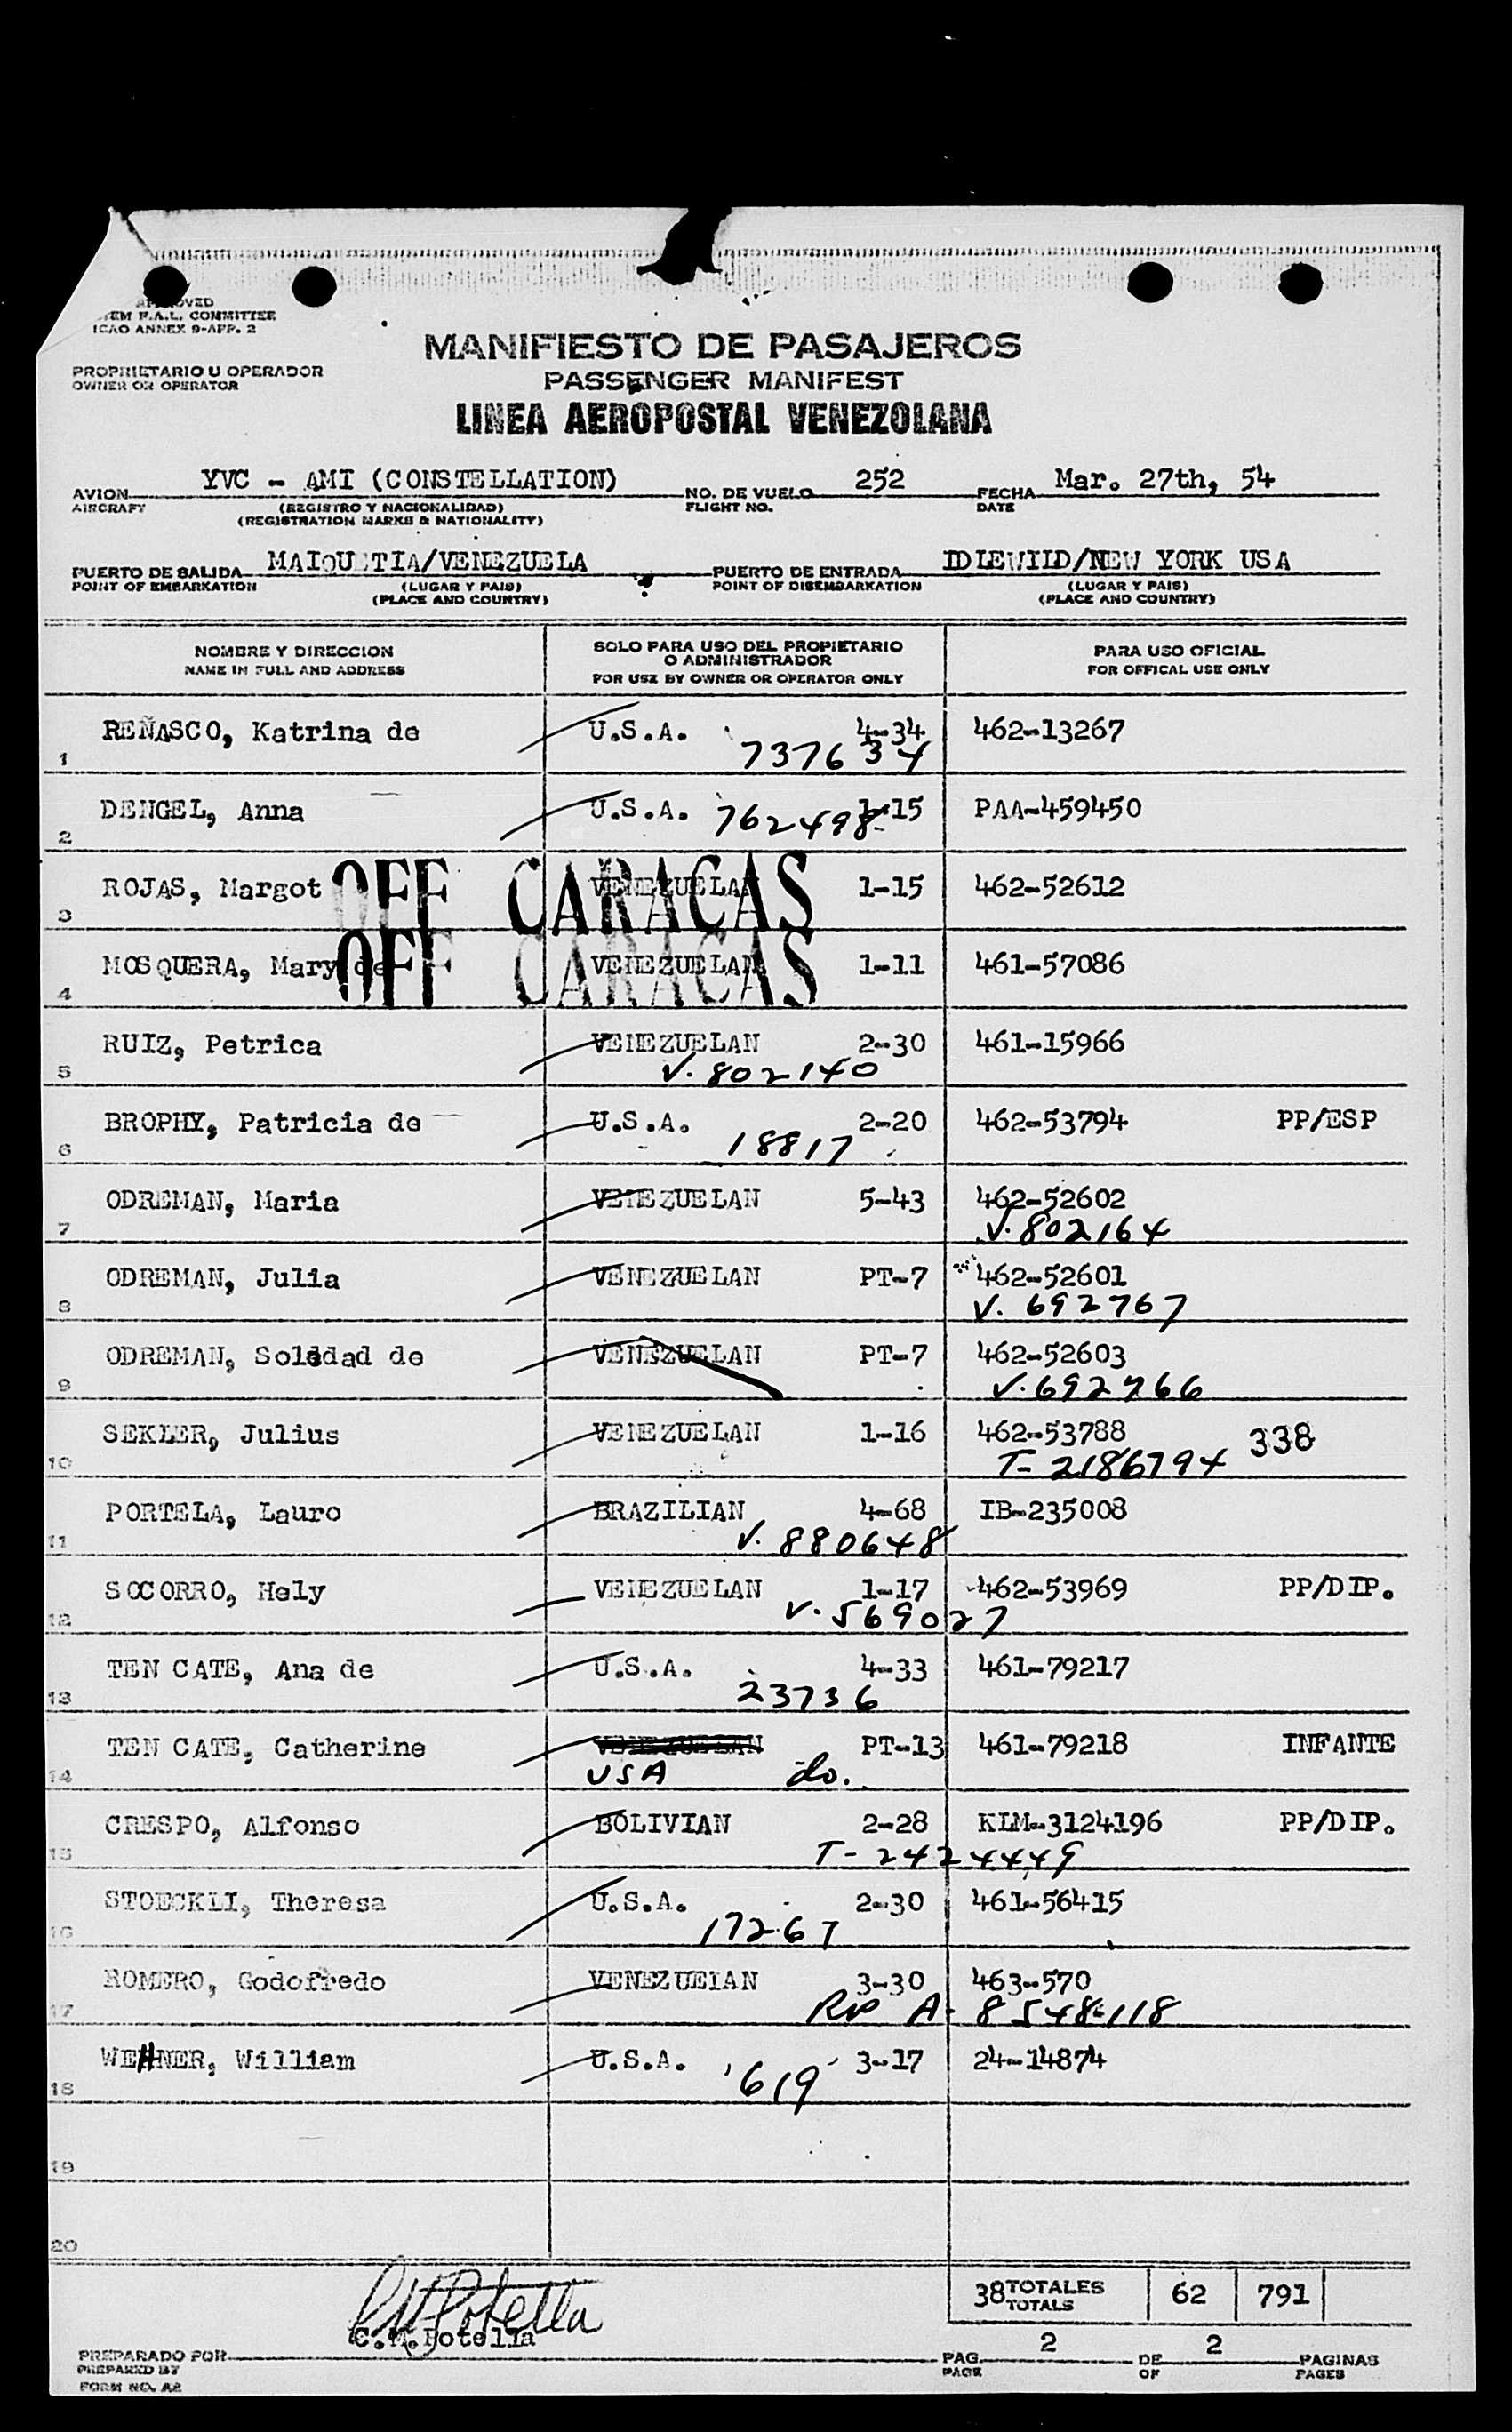 APPROVED
ITEM F.A.L. COMMITTEE
ICAO ANNEX 9-APP. 2
MANIFIESTO DE PASAJEROS
PROPRIETARIO U OPERADOR
OWNER OR OPERATOR
PASSENGER MANIFEST
LINEA AEROPOSTAL VENEZOLANA
AVION YVC - AMI (CONSTELLATION) NO. DE VUELO 252 FECHA Mar. 27th, 54
AIRCRAFT (REGISTRO Y NACIONALIDAD) FLIGHT NO. DATE
(REGISTRATION MARKS & NATIONALITY)
PUERTO DE SALIDA MAIQUETIA/VENEZUELA PUERTO DE ENTRADA IDLEWILD/NEW YORK USA
POINT OF EMBARKATION (LUGAR Y PAIS) POINT OF DISEMBARKATION (LUGAR Y PAIS)
(PLACE AND COUNTRY) (PLACE AND COUNTRY)
NOMBRE Y DIRECCION SOLO PARA USO DEL PROPIETARIO O ADMINISTRADOR PARA USO OFICIAL
NAME IN FULL AND ADDRESS FOR USE BY OWNER OR OPERATOR ONLY FOR OFFICAL USE ONLY
1 REÑASCO, Katrina de U.S.A. 4-34 462-13267
737634
2 DENGEL, Anna U.S.A. 762498 1-15 PAA-459450
3 ROJAS, Margot OFF CARACAS VENEZUELAN 1-15 462-52612
4 MOSQUERA, Mary de OFF CARACAS VENEZUELAN 1-11 461-57086
5 RUIZ, Petrica VENEZUELAN 2-30 461-15966
V. 802140
6 BROPHY, Patricia de U.S.A. 2-20 462-53794 PP/ESP
18817
7 ODREMAN, Maria VENEZUELAN 5-43 462-52602
V. 802164
8 ODREMAN, Julia VENEZUELAN PT-7 462-52601
V. 692767
9 ODREMAN, Soledad de VENEZUELAN PT-7 462-52603
V. 692766
10 SEKLER, Julius VENEZUELAN 1-16 462-53788 338
T- 2186794
11 PORTELA, Lauro BRAZILIAN 4-68 IB-235008
V. 880648
12 SOCORRO, Hely VENEZUELAN 1-17 462-53969 PP/DIP.
V. 569027
13 TEN CATE, Ana de U.S.A. 4-33 461-79217
23736
14 TEN CATE, Catherine VENEZUELAN PT-13 461-79218 INFANTE
USA do.
15 CRESPO, Alfonso BOLIVIAN 2-28 KLM-3124196 PP/DIP.
T- 2424449
16 STOECKLI, Theresa U.S.A. 2-30 461-56415
17267
17 ROMERO, Godofredo VENEZUELAN 3-30 463-570
RP A- 8548118
18 WEHNER, William U.S.A. 619 3-17 24-14874
19
20
38 TOTALES 62 791
TOTALS
C.M.Potella
C.M.Potella
PREPARADO POR PAG. 2 DE 2 PAGINAS
PREPARED BY PAGE OF PAGES
FORM NO. A2